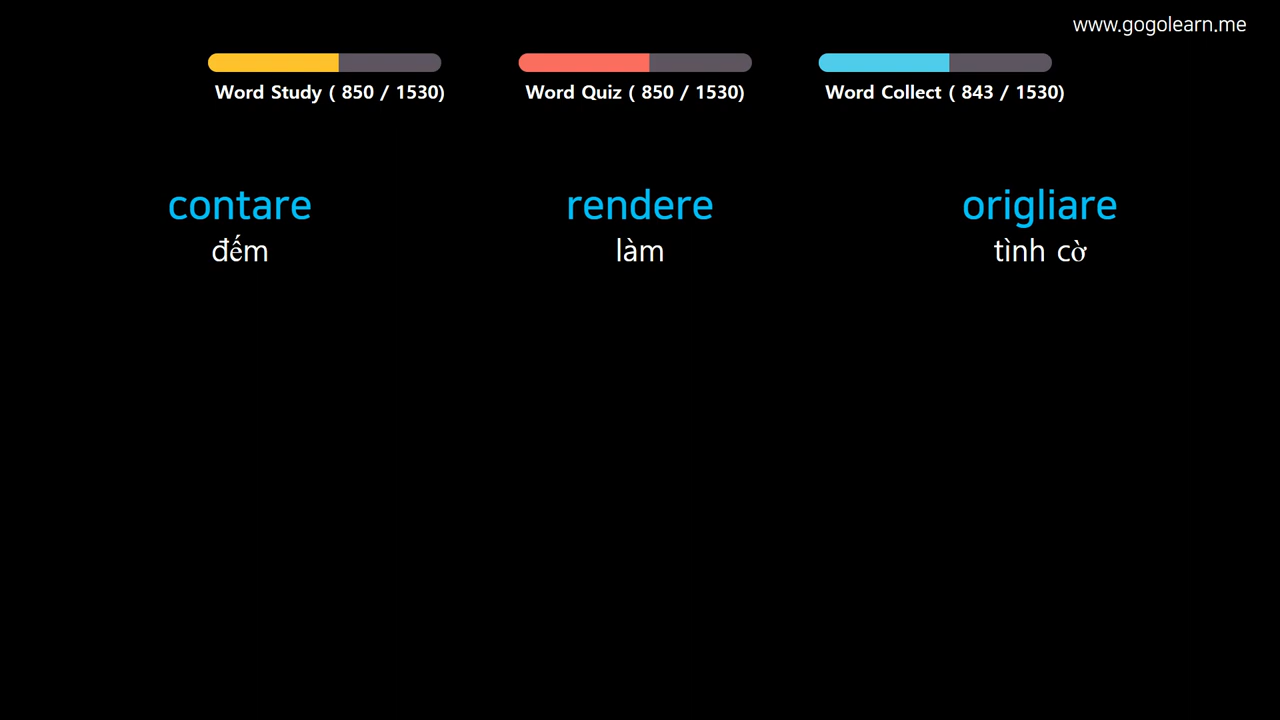 www.gogolearn.me
Word Study ( 850 / 1530)
Word Quiz ( 850 / 1530)
Word Collect ( 843 / 1530)
contare
đếm
rendere
làm
origliare
tình cờ